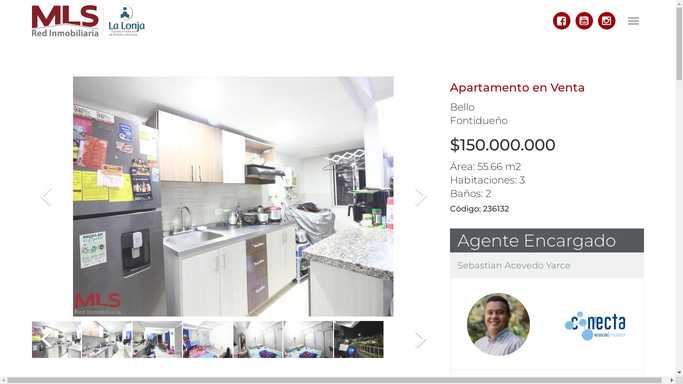 MLS
Red Inmobiliaria
La Lonja
Apartamento en Venta
Bello
Fontidueño
$150.000.000
Área: 55.66 m2
Habitaciones: 3
Baños: 2
Código: 236132
Agente Encargado
Sebastian Acevedo Yarce
conecta
MLS
Red Inmobiliaria